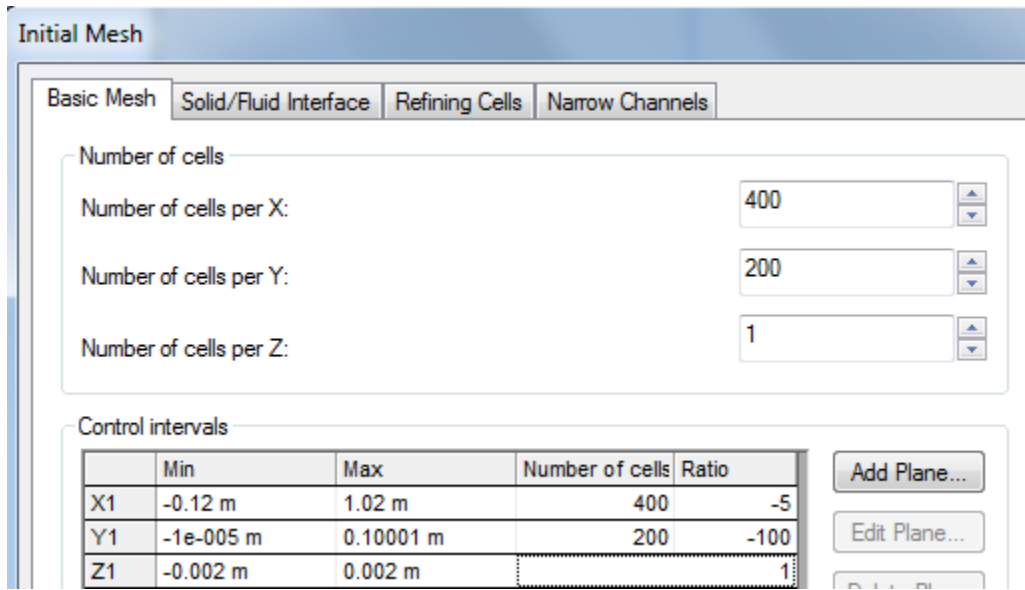 Initial Mesh
Basic Mesh Solid/Fluid Interface Refining Cells Narrow Channels
Number of cells
Number of cells per X: 400
Number of cells per Y: 200
Number of cells per Z: 1
Control intervals
Min Max Number of cells Ratio Add Plane...
X1 -0.12 m 1.02 m 400 -5
Y1 -1e-005 m 0.10001 m 200 -100 Edit Plane...
Z1 -0.002 m 0.002 m 1